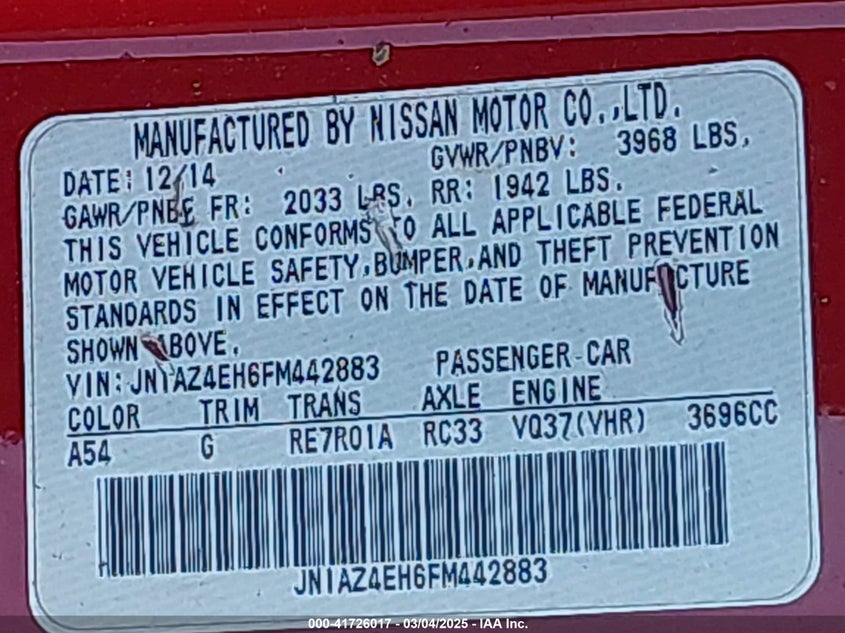 MANUFACTURED BY NISSAN MOTOR CO.,LTD.
DATE: 12/14 GVWR/PNBV: 3968 LBS,
GAWR/PNBE FR: 2033 LBS, RR: 1942 LBS.
THIS VEHICLE CONFORMS TO ALL APPLICABLE FEDERAL
MOTOR VEHICLE SAFETY,BUMPER,AND THEFT PREVENTION
STANDARDS IN EFFECT ON THE DATE OF MANUFACTURE
SHOWN ABOVE.
VIN:JN1AZ4EH6FM442883 PASSENGER CAR
COLOR TRIM TRANS AXLE ENGINE
A54 G RE7R01A RC33 VQ37(VHR) 3696CC
JN1AZ4EH6FM442883
000-41726017 — 03/04/2025 - IAA Inc.